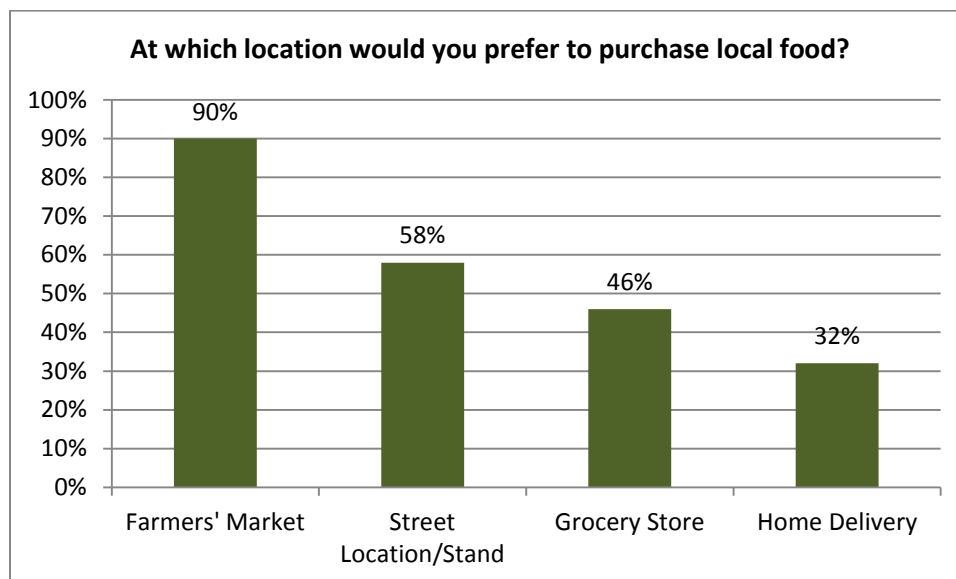 At which location would you prefer to purchase local food?
100%
90%
80%
70%
60%
50%
40%
30%
20%
10%
0%
90%
58%
46%
32%
Farmers' Market
Street
Location/Stand
Grocery Store
Home Delivery